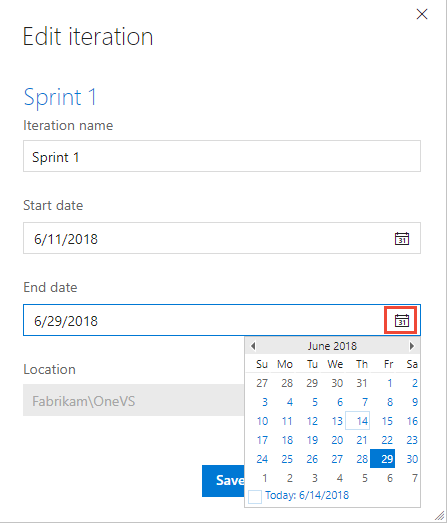 Edit iteration
Sprint 1
Iteration name
Sprint 1
Start date
6/11/2018
31
End date
6/29/2018
31
Location
Fabrikam\OneVS
June 2018
Su Mo Tu We Th Fr Sa
27 28 29 30 31 1 2
3 4 5 6 7 8 9
10 11 12 13 14 15 16
17 18 19 20 21 22 23
24 25 26 27 28 29 30
1 2 3 4 5 6 7
Today: 6/14/2018
Save